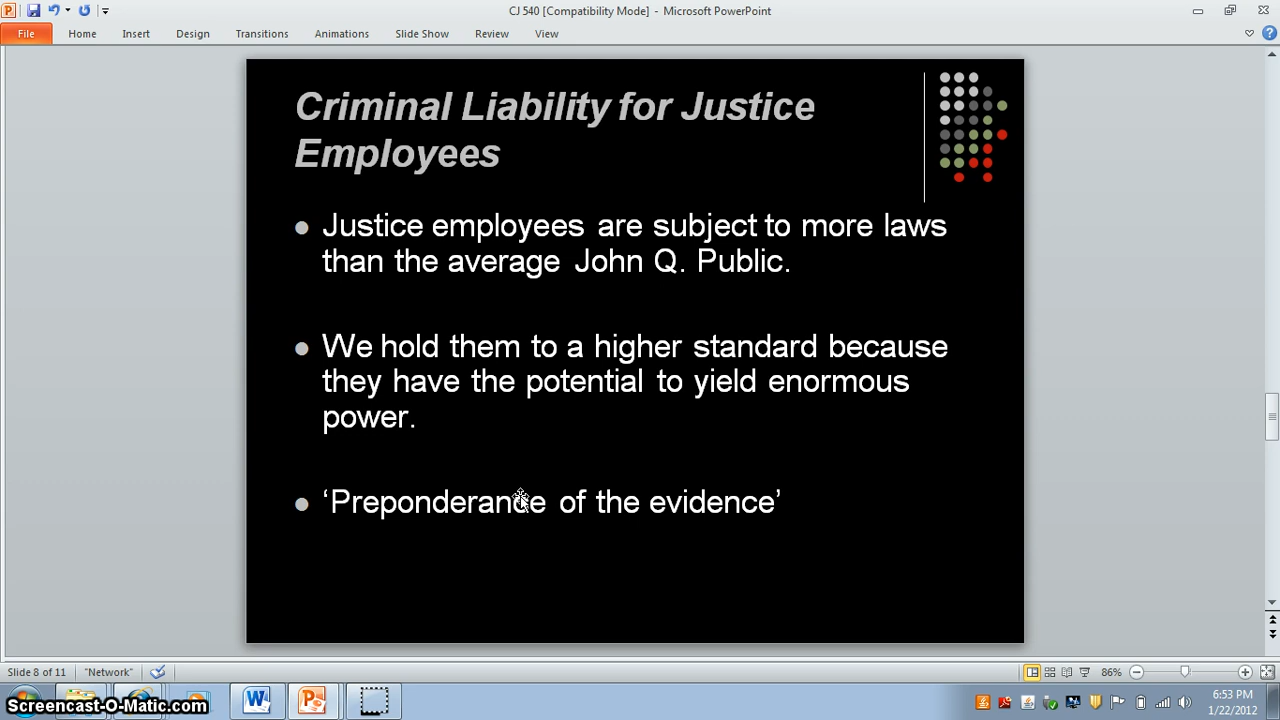 CJ 540 [Compatibility Mode] - Microsoft PowerPoint
File Home Insert Design Transitions Animations Slide Show Review View
Criminal Liability for Justice
Employees
Justice employees are subject to more laws
than the average John Q. Public.
We hold them to a higher standard because
they have the potential to yield enormous
power.
‘Preponderance of the evidence’
Slide 8 of 11 "Network" 86%
Screencast-O-Matic.com
6:53 PM
1/22/2012